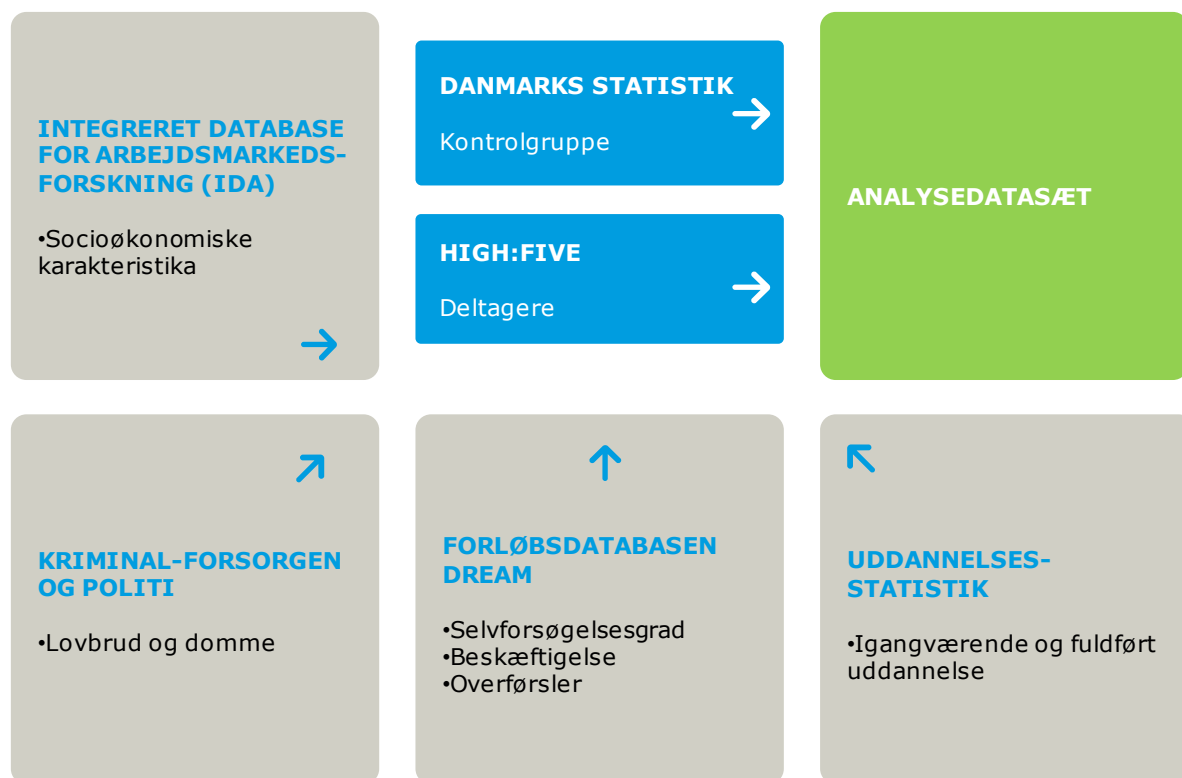 INTEGRERET DATABASE
FOR ARBEJDSMARKEDS-
FORSKNING (IDA)
•Socioøkonomiske
karakteristika
DANMARKS STATISTIK
Kontrolgruppe
HIGH:FIVE
Deltagere
ANALYSEDATASÆT
KRIMINAL-FORSORGEN
OG POLITI
•Lovbrud og domme
FORLØBSDATABASEN
DREAM
•Selvforsøgelsesgrad
•Beskæftigelse
•Overførsler
UDDANNELSES-
STATISTIK
•Igangværende og fuldført
uddannelse